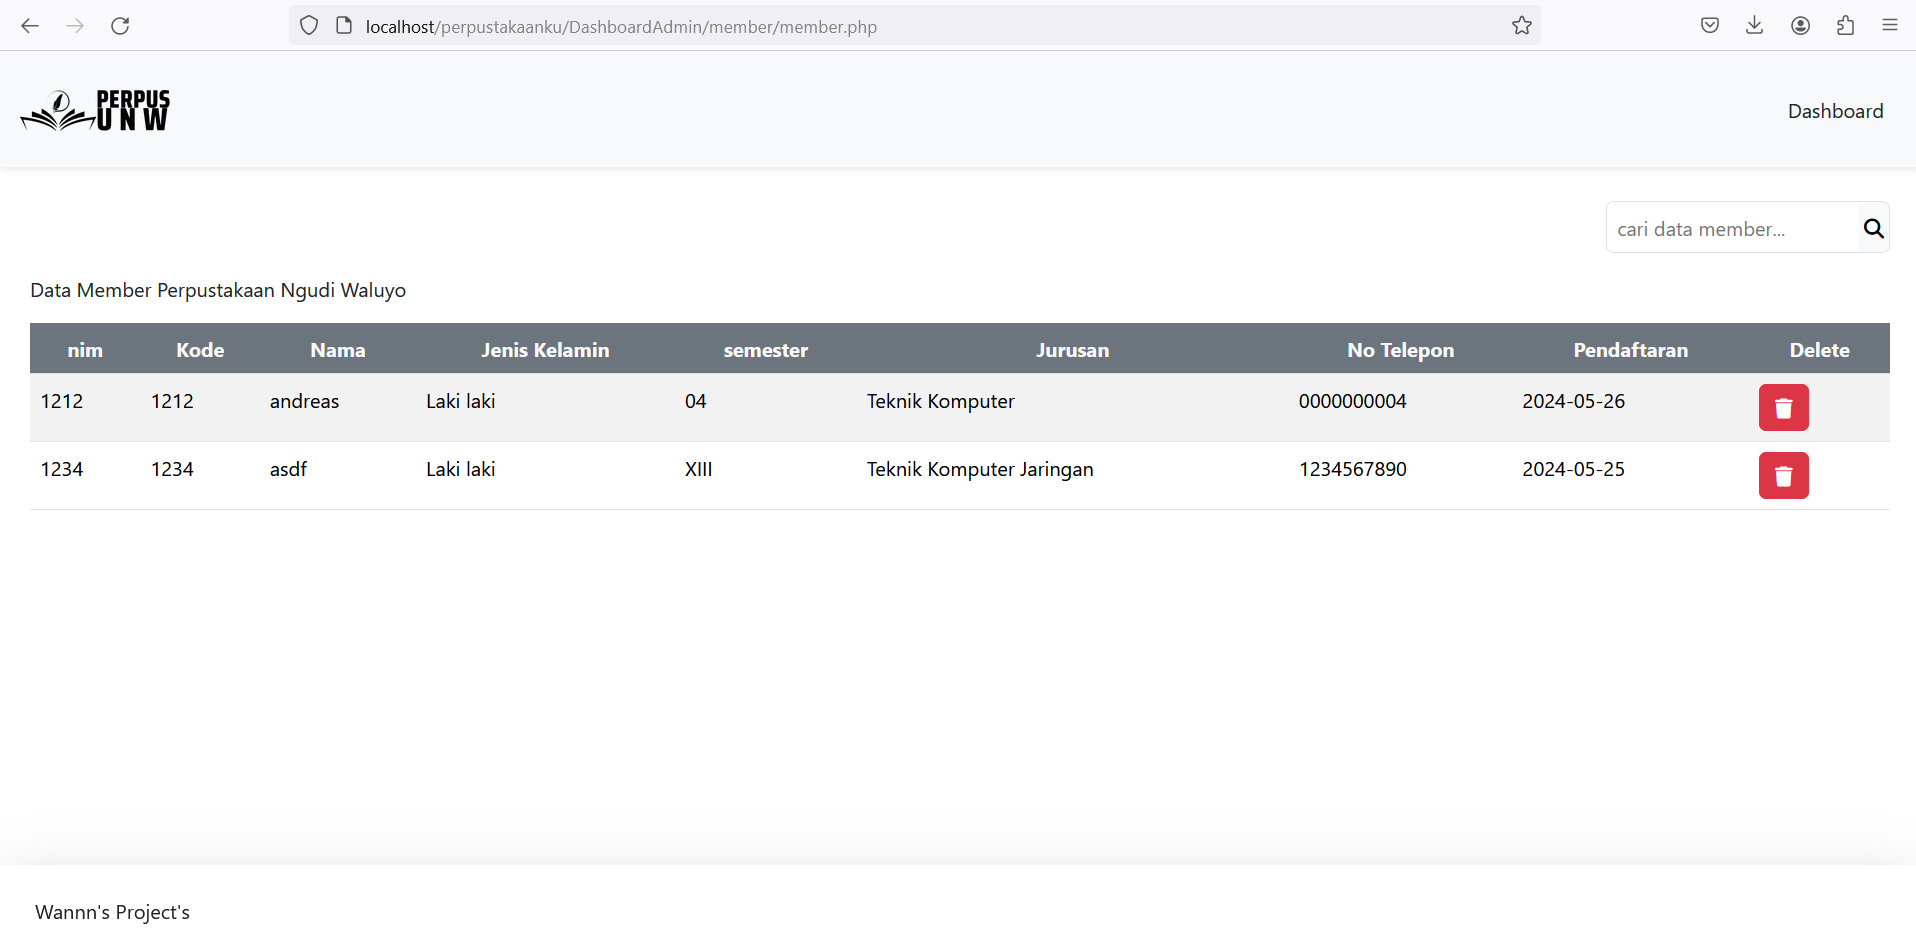 localhost/perpustakaanku/DashboardAdmin/member/member.php
PERPUS
UNW
Dashboard
cari data member...
Data Member Perpustakaan Ngudi Waluyo
nim Kode Nama Jenis Kelamin semester Jurusan No Telepon Pendaftaran Delete
1212 1212 andreas Laki laki 04 Teknik Komputer 0000000004 2024-05-26
1234 1234 asdf Laki laki XIII Teknik Komputer Jaringan 1234567890 2024-05-25
Wannn's Project's